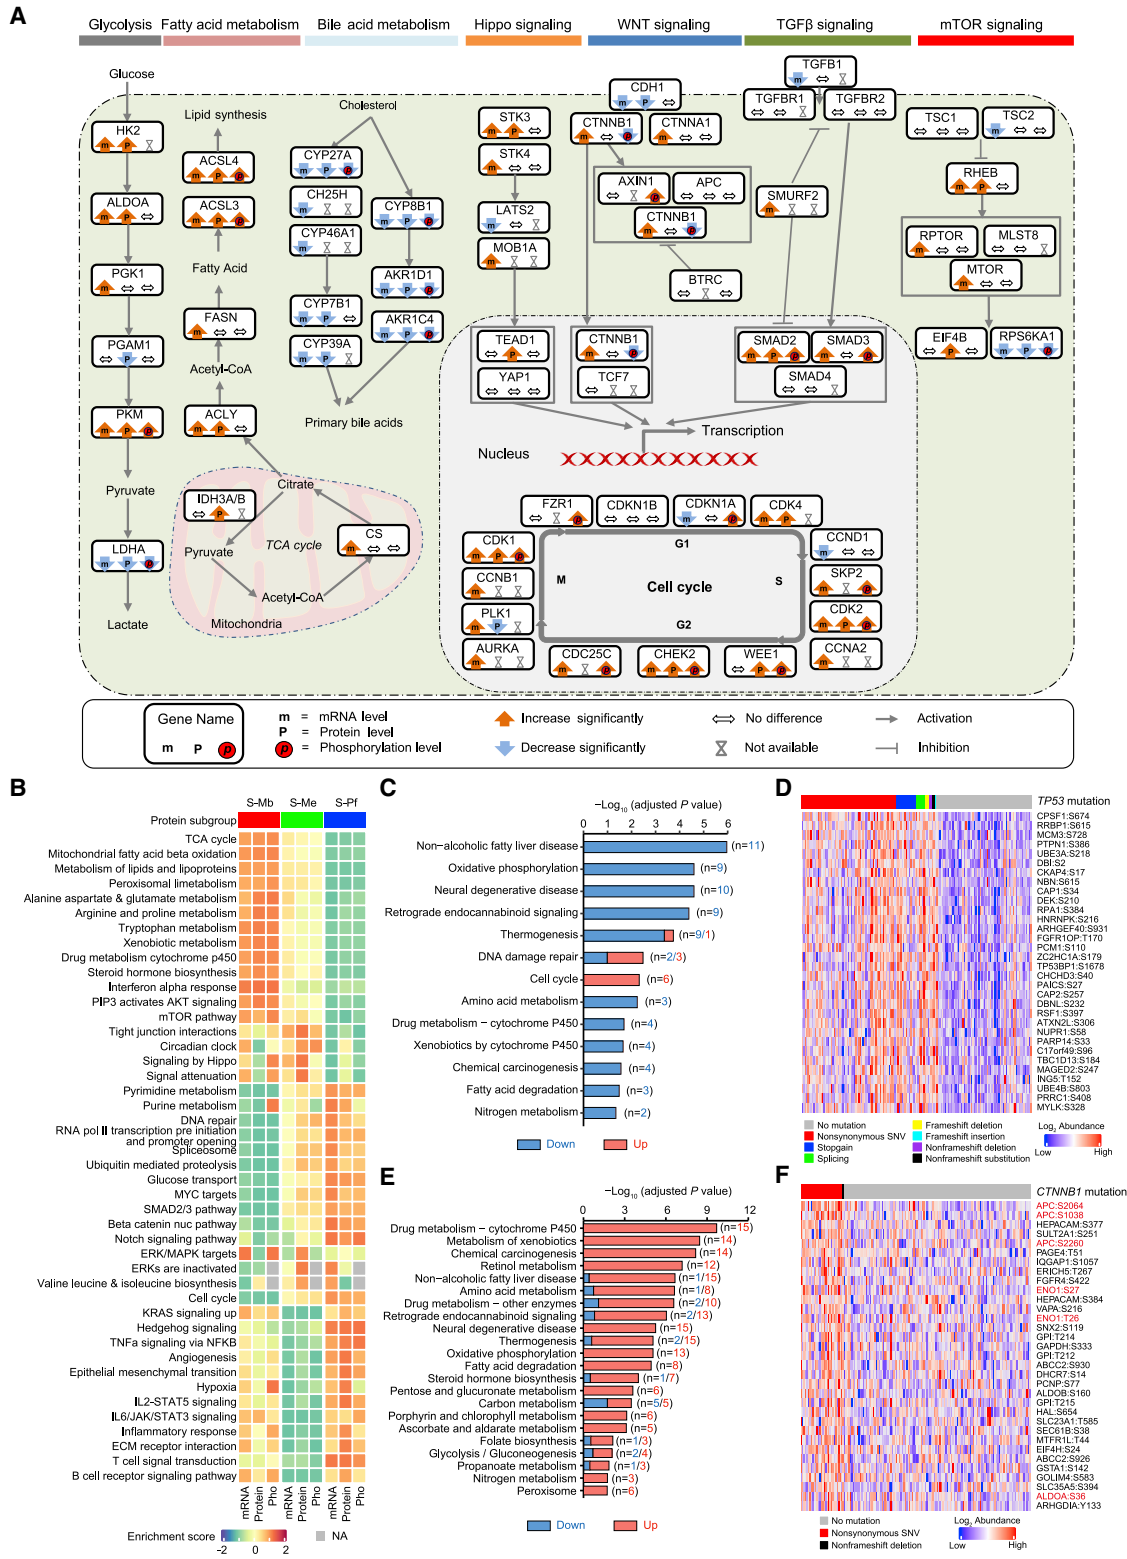 A
Glycolysis Fatty acid metabolism Bile acid metabolism Hippo signaling WNT signaling TGFβ signaling mTOR signaling
Glucose
HK2
m P
ALDOA
m P
PGK1
m
PGAM1
P
PKM
m P p
Pyruvate
LDHA
m P p
Lactate
Lipid synthesis
ACSL4
m P p
ACSL3
m P p
Fatty Acid
FASN
m
Acetyl-CoA
ACLY
m P
Citrate
IDH3A/B
P
Pyruvate
TCA cycle
CS
m
Acetyl-CoA
Mitochondria
Cholesterol
CYP27A
m P p
CH25H
m
CYP46A1
m
CYP7B1
m P
CYP39A
m P
CYP8B1
m P p
AKR1D1
m P p
AKR1C4
m P p
Primary bile acids
STK3
m P
STK4
m
LATS2
m
MOB1A
m
TEAD1
P
YAP1
CDH1
m P
CTNNB1
m p
CTNNA1
m
AXIN1
p
APC
CTNNB1
m p
BTRC
CTNNB1
m p
TCF7
TGFB1
m
TGFBR1
TGFBR2
SMURF2
m
SMAD2
m P p
SMAD3
m p
SMAD4
TSC1
TSC2
m
RHEB
m P
RPTOR
m
MLST8
MTOR
m
EIF4B
P
RPS6KA1
m P p
Transcription
Nucleus
FZR1
p
CDKN1B
CDKN1A
m p
CDK4
m P
CDK1
m P p
CCNB1
m
PLK1
m P
AURKA
m
G1
M
Cell cycle
S
G2
CCND1
m
SKP2
m p
CDK2
m P p
CCNA2
m
CDC25C
m p
CHEK2
m P p
WEE1
P p
Gene Name
m P p
m = mRNA level
P = Protein level
p = Phosphorylation level
Increase significantly
Decrease significantly
No difference
Not available
Activation
Inhibition
B
S-Mb S-Me S-Pf
Protein subgroup
TCA cycle
Mitochondrial fatty acid beta oxidation
Metabolism of lipids and lipoproteins
Peroxisomal limetabolism
Alanine aspartate & glutamate metabolism
Arginine and proline metabolism
Tryptophan metabolism
Xenobiotic metabolism
Drug metabolism cytochrome p450
Steroid hormone biosynthesis
Interferon alpha response
PIP3 activates AKT signaling
mTOR pathway
Tight junction interactions
Circadian clock
Signaling by Hippo
Signal attenuation
Pyrimidine metabolism
Purine metabolism
DNA repair
RNA pol II transcription pre initiation
and promoter opening
Spliceosome
Ubiquitin mediated proteolysis
Glucose transport
MYC targets
SMAD2/3 pathway
Beta catenin nuc pathway
Notch signaling pathway
ERK/MAPK targets
ERKs are inactivated
Valine leucine & isoleucine biosynthesis
Cell cycle
KRAS signaling up
Hedgehog signaling
TNFa signaling via NFKB
Angiogenesis
Epithelial mesenchymal transition
Hypoxia
IL2-STAT5 signaling
IL6/JAK/STAT3 signaling
Inflammatory response
ECM receptor interaction
T cell signal transduction
B cell receptor signaling pathway
mRNA Protein Pho mRNA Protein Pho mRNA Protein Pho
Enrichment score
−2 0 2
NA
C
−Log10 (adjusted P value)
0 1 2 3 4 5 6
Non-alcoholic fatty liver disease (n=11)
Oxidative phosphorylation (n=9)
Neural degenerative disease (n=10)
Retrograde endocannabinoid signaling (n=9)
Thermogenesis (n=9/1)
DNA damage repair (n=2/3)
Cell cycle (n=6)
Amino acid metabolism (n=3)
Drug metabolism − cytochrome P450 (n=4)
Xenobiotics by cytochrome P450 (n=4)
Chemical carcinogenesis (n=4)
Fatty acid degradation (n=3)
Nitrogen metabolism (n=2)
Down Up
D
TP53 mutation
CPSF1:S674
RRBP1:S615
MCM3:S728
PTPN1:S386
UBE3A:S218
DBI:S2
CKAP4:S17
NBN:S615
CAP1:S34
DEK:S210
RPA1:S384
HNRNPK:S216
ARHGEF40:S931
FGFR1OP:T170
PCM1:S110
ZC2HC1A:S179
TP53BP1:S1678
CHCHD3:S40
PAICS:S27
CAP2:S257
DBNL:S232
RSF1:S397
ATXN2L:S306
NUPR1:S58
PARP14:S33
C17orf49:S96
TBC1D13:S184
MAGED2:S247
ING5:T152
UBE4B:S803
PRRC1:S408
MYLK:S328
No mutation
Nonsynonymous SNV
Stopgain
Splicing
Frameshift deletion
Frameshift insertion
Nonframeshift deletion
Nonframeshift substitution
Log2 Abundance
Low High
E
−Log10 (adjusted P value)
0 3 6 9 12
Drug metabolism − cytochrome P450 (n=15)
Metabolism of xenobiotics (n=14)
Chemical carcinogenesis (n=14)
Retinol metabolism (n=12)
Non-alcoholic fatty liver disease (n=1/15)
Amino acid metabolism (n=1/8)
Drug metabolism − other enzymes (n=2/10)
Retrograde endocannabinoid signaling (n=2/13)
Neural degenerative disease (n=15)
Thermogenesis (n=2/15)
Oxidative phosphorylation (n=13)
Fatty acid degradation (n=8)
Steroid hormone biosynthesis (n=1/7)
Pentose and glucuronate metabolism (n=6)
Carbon metabolism (n=5/5)
Porphyrin and chlorophyll metabolism (n=6)
Ascorbate and aldarate metabolism (n=5)
Folate biosynthesis (n=1/3)
Glycolysis / Gluconeogenesis (n=2/4)
Propanoate metabolism (n=1/3)
Nitrogen metabolism (n=3)
Peroxisome (n=6)
Down Up
F
CTNNB1 mutation
APC:S2064
APC:S1038
HEPACAM:S377
SULT2A1:S251
APC:S2260
PAGE4:T51
IQGAP1:S1057
ERICH5:T267
FGFR4:S422
ENO1:S27
HEPACAM:S384
VAPA:S216
ENO1:T26
SNX2:S119
GPI:T214
GAPDH:S333
GPI:T212
ABCC2:S930
DHCR7:S14
PCNP:S77
ALDOB:S160
GPI:T215
HAL:S654
SLC23A1:T585
SEC61B:S38
MTFR1L:T44
EIF4H:S24
ABCC2:S926
GSTA1:S142
GOLIM4:S583
SLC35A5:S394
ALDOA:S36
ARHGDIA:Y133
No mutation
Nonsynonymous SNV
Nonframeshift deletion
Log2 Abundance
Low High